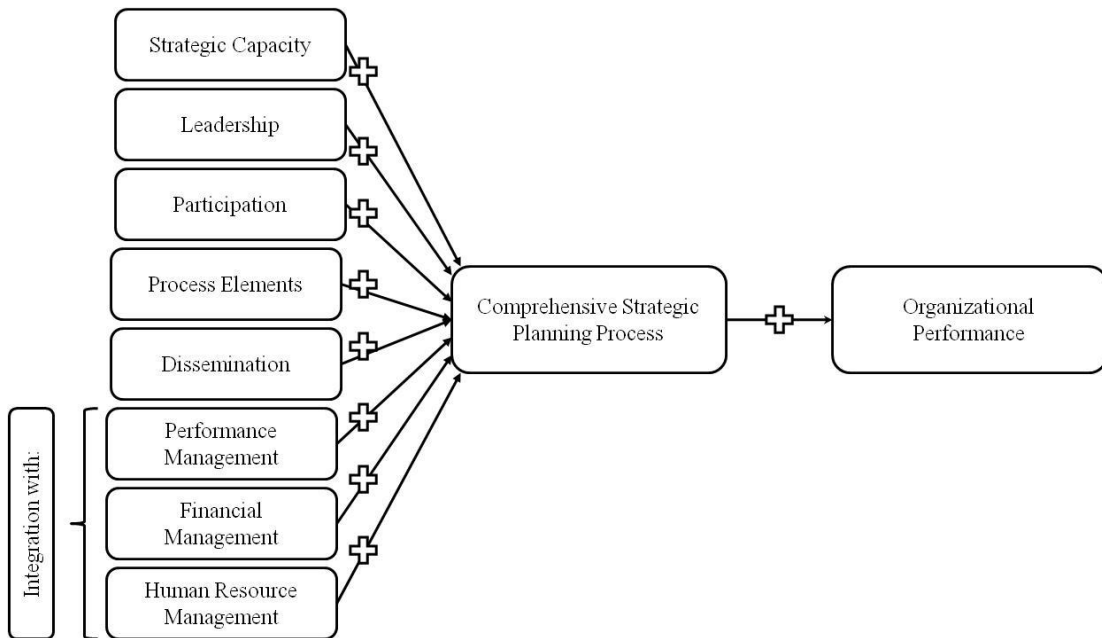 Strategic Capacity
Leadership
Participation
Process Elements
Dissemination
Integration with:
Performance
Management
Financial
Management
Human Resource
Management
Comprehensive Strategic
Planning Process
Organizational
Performance